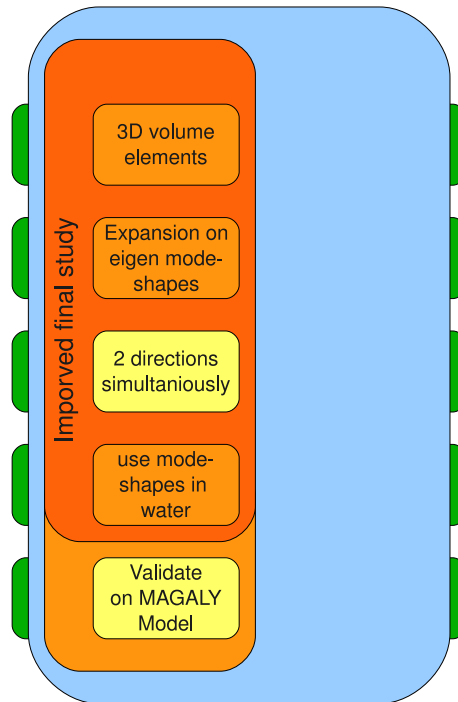 Imporved final study
3D volume
elements
Expansion on
eigen mode-
shapes
2 directions
simultaniously
use mode-
shapes in
water
Validate
on MAGALY
Model